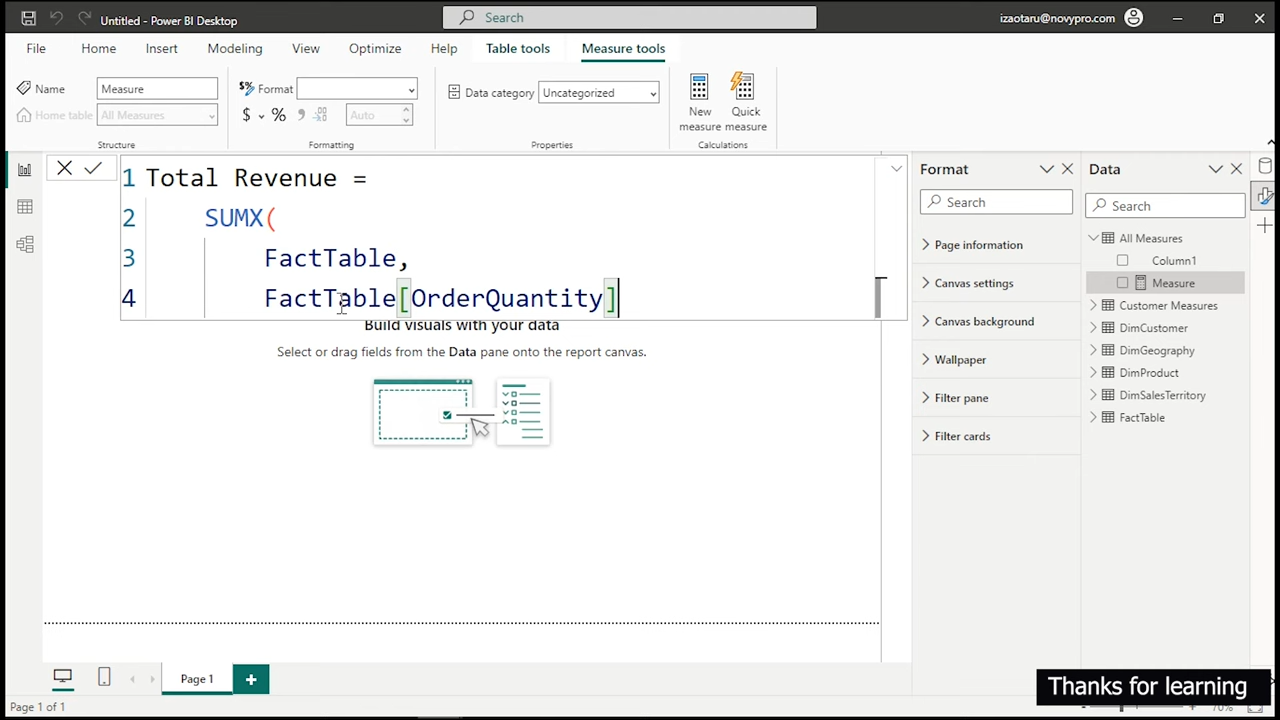 Untitled - Power BI Desktop
Search
izaotaru@novypro.com
File Home Insert Modeling View Optimize Help Table tools Measure tools
Name Measure
Home table All Measures
Structure
Format
$ % Auto
Formatting
Data category Uncategorized
Properties
New measure
Quick measure
Calculations
1 Total Revenue =
2 SUMX(
3 FactTable,
4 FactTable[OrderQuantity]
Build visuals with your data
Select or drag fields from the Data pane onto the report canvas.
Format
Search
Page information
Canvas settings
Canvas background
Wallpaper
Filter pane
Filter cards
Data
Search
All Measures
Column1
Measure
Customer Measures
DimCustomer
DimGeography
DimProduct
DimSalesTerritory
FactTable
Page 1
Page 1 of 1
Thanks for learning
70%